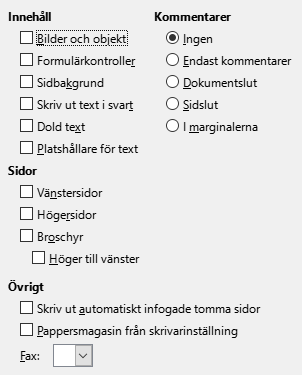 Innehåll
Bilder och objekt
Formulärkontroller
Sidbakgrund
Skriv ut text i svart
Dold text
Platshållare för text
Kommentarer
Ingen
Endast kommentarer
Dokumentslut
Sidslut
I marginalerna
Sidor
Vänstersidor
Högersidor
Broschyr
Höger till vänster
Övrigt
Skriv ut automatiskt infogade tomma sidor
Pappersmagasin från skrivarinställning
Fax: